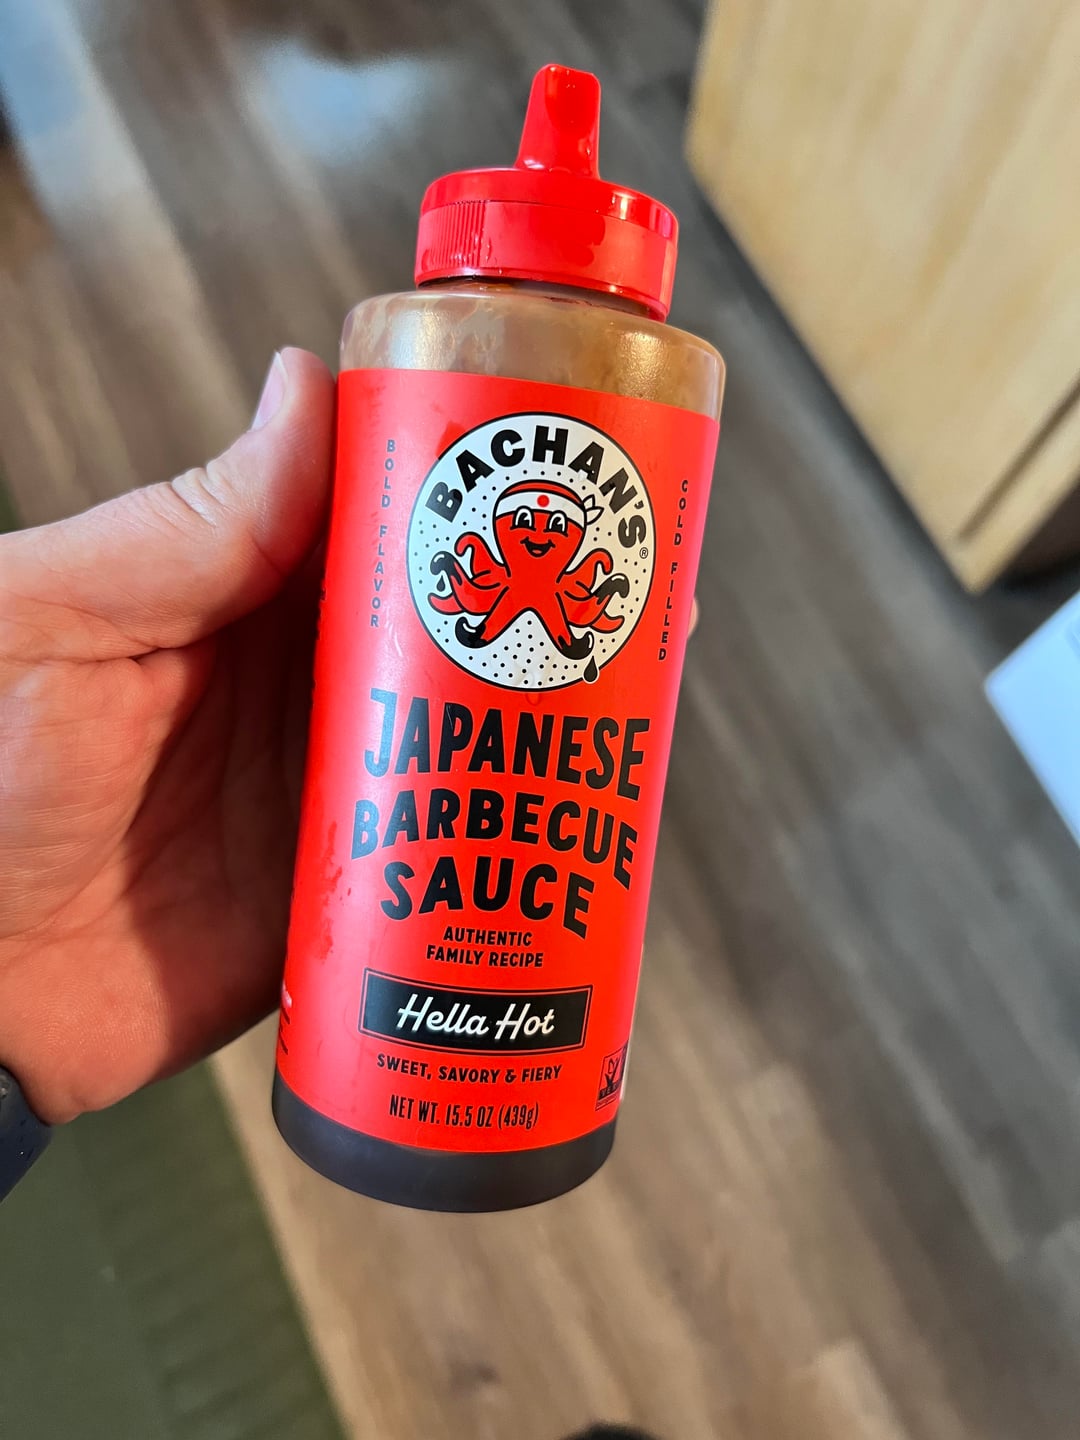 BACHAN'S®
BOLD FLAVOR
COLD FILLED
JAPANESE
BARBECUE
SAUCE
AUTHENTIC
FAMILY RECIPE
Hella Hot
SWEET, SAVORY & FIERY
NET WT. 15.5 OZ (439g)